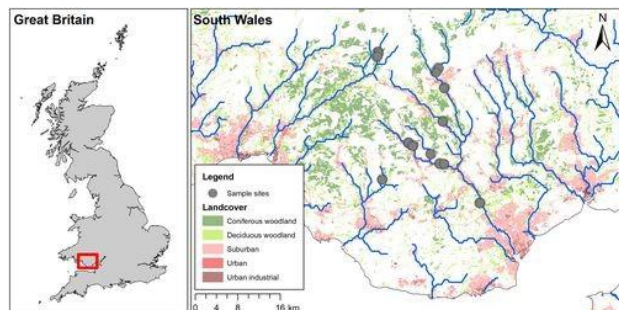 Great Britain
South Wales
N
Legend
Sample sites
Landcover
Coniferous woodland
Deciduous woodland
Suburban
Urban
Urban industrial
0 4 8 16 km